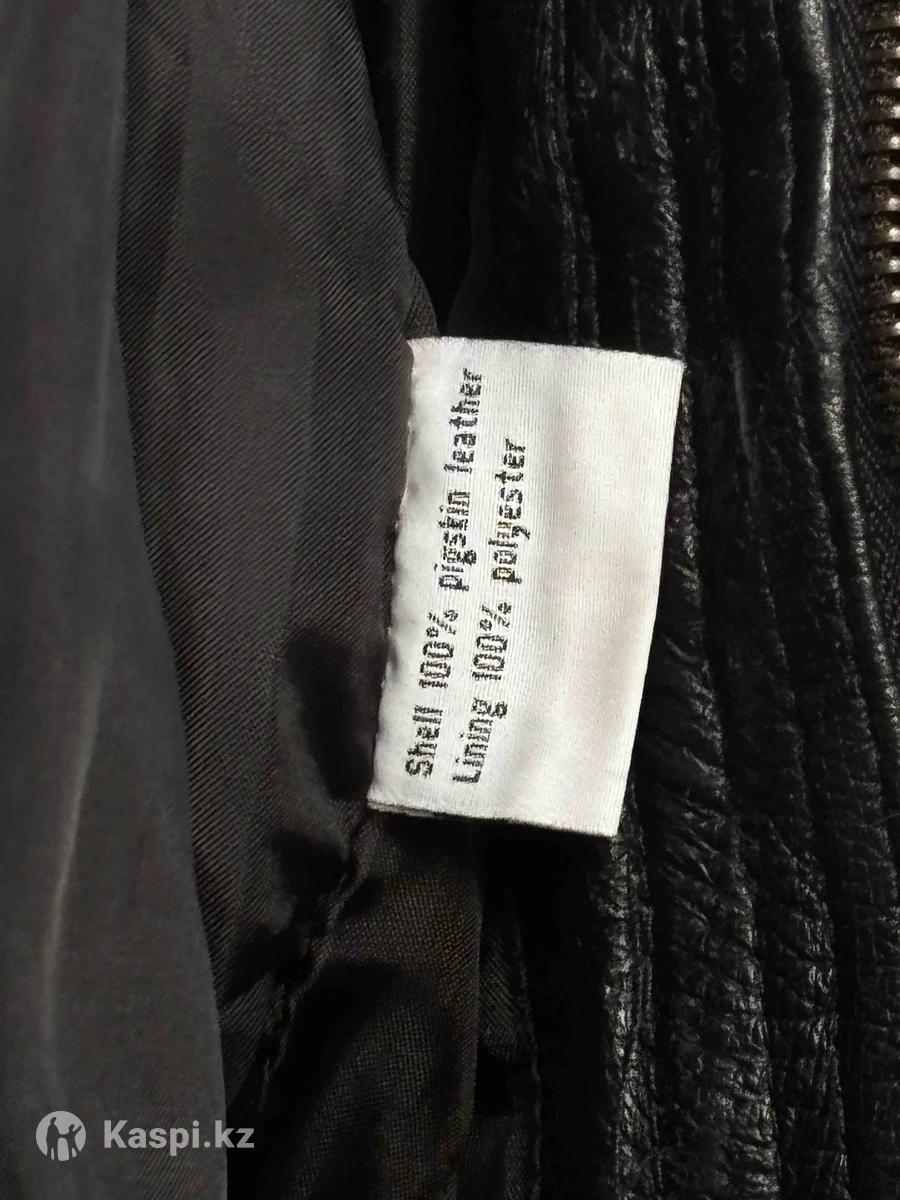 Shell 100% pigskin leather
Lining 100% polyester
Kaspi.kz